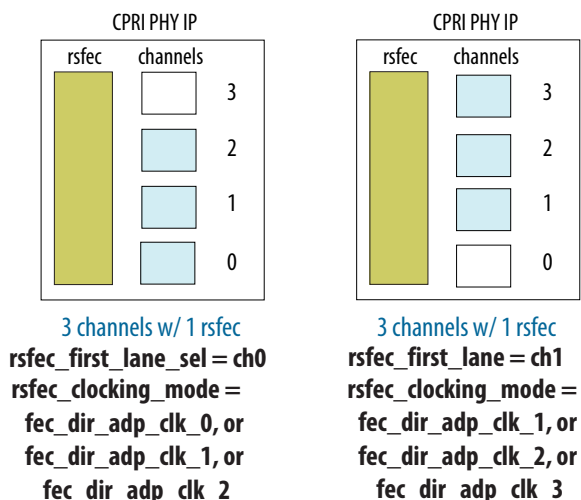 CPRI PHY IP
rsfec channels
3
2
1
0
3 channels w/ 1 rsfec
rsfec_first_lane_sel = ch0
rsfec_clocking_mode =
fec_dir_adp_clk_0, or
fec_dir_adp_clk_1, or
fec_dir_adp_clk_2
CPRI PHY IP
rsfec channels
3
2
1
0
3 channels w/ 1 rsfec
rsfec_first_lane = ch1
rsfec_clocking_mode =
fec_dir_adp_clk_1, or
fec_dir_adp_clk_2, or
fec_dir_adp_clk_3